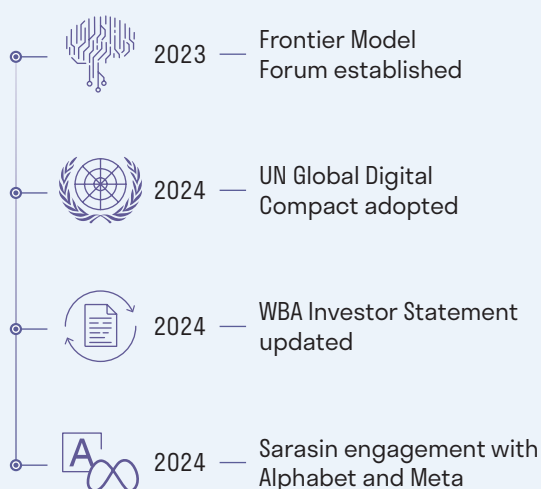 2023 — Frontier Model
Forum established
2024 — UN Global Digital
Compact adopted
2024 — WBA Investor Statement
updated
A
2024 — Sarasin engagement with
Alphabet and Meta